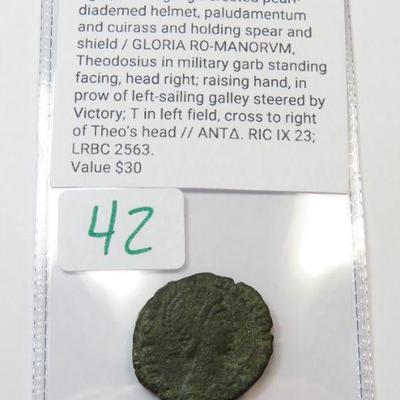 diademed helmet, paludamentum
and cuirass and holding spear and
shield / GLORIA RO-MANORVM,
Theodosius in military garb standing
facing, head right; raising hand, in
prow of left-sailing galley steered by
Victory; T in left field, cross to right
of Theo's head // ANTΔ. RIC IX 23;
LRBC 2563.
Value $30
42